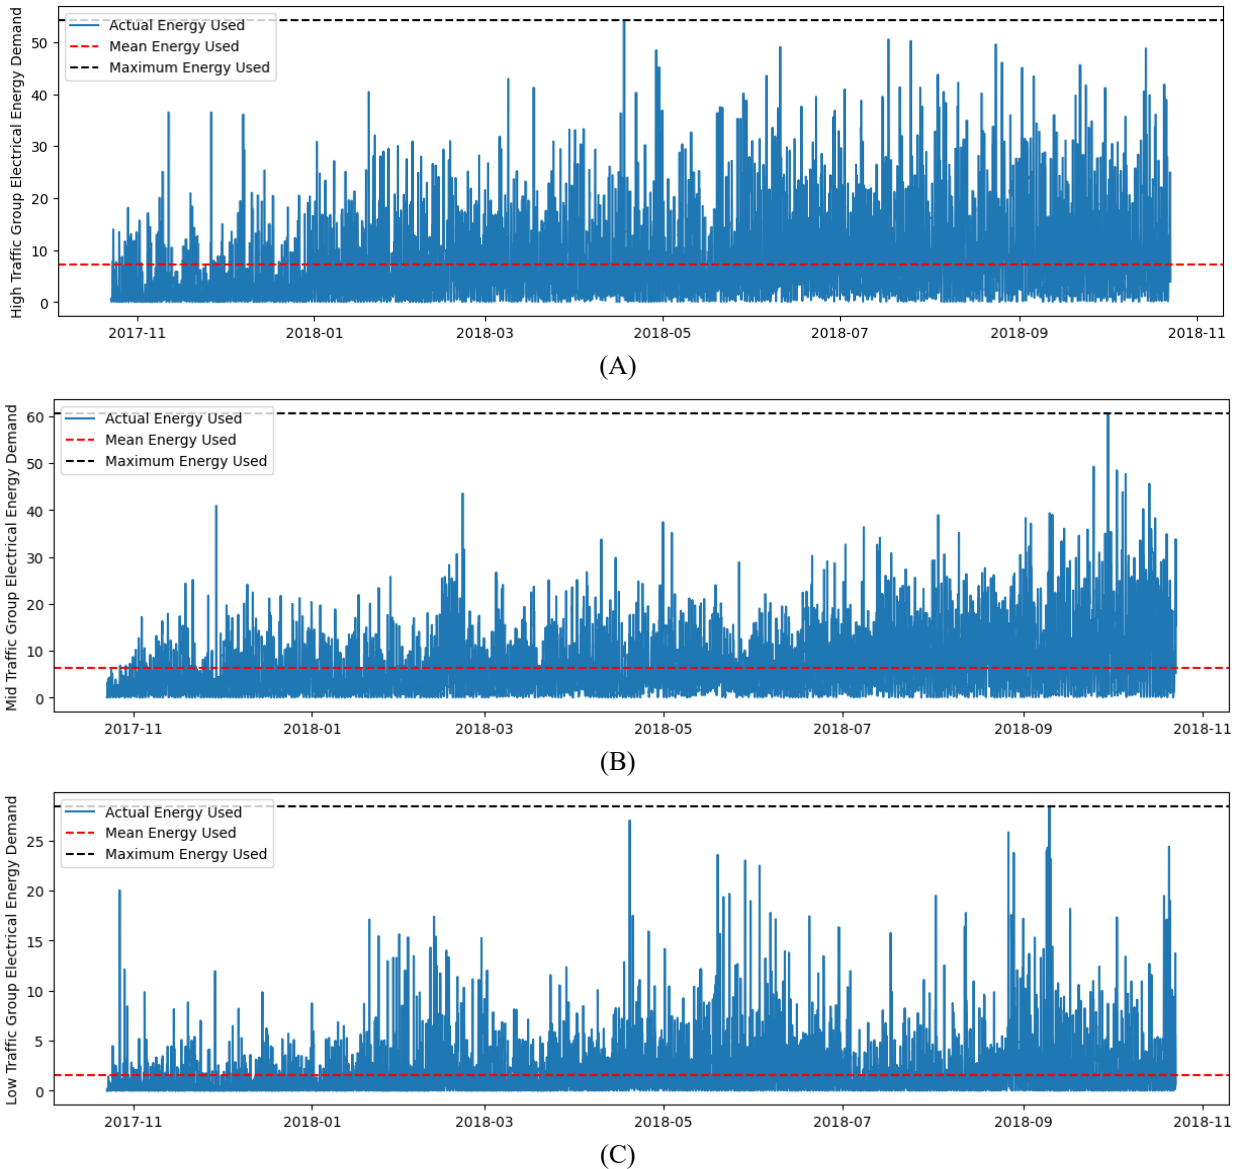 High Traffic Group Electrical Energy Demand
Actual Energy Used
Mean Energy Used
Maximum Energy Used
50
40
30
20
10
0
2017-11 2018-01 2018-03 2018-05 2018-07 2018-09 2018-11
(A)
Mid Traffic Group Electrical Energy Demand
Actual Energy Used
Mean Energy Used
Maximum Energy Used
60
50
40
30
20
10
0
2017-11 2018-01 2018-03 2018-05 2018-07 2018-09 2018-11
(B)
Low Traffic Group Electrical Energy Demand
Actual Energy Used
Mean Energy Used
Maximum Energy Used
25
20
15
10
5
0
2017-11 2018-01 2018-03 2018-05 2018-07 2018-09 2018-11
(C)